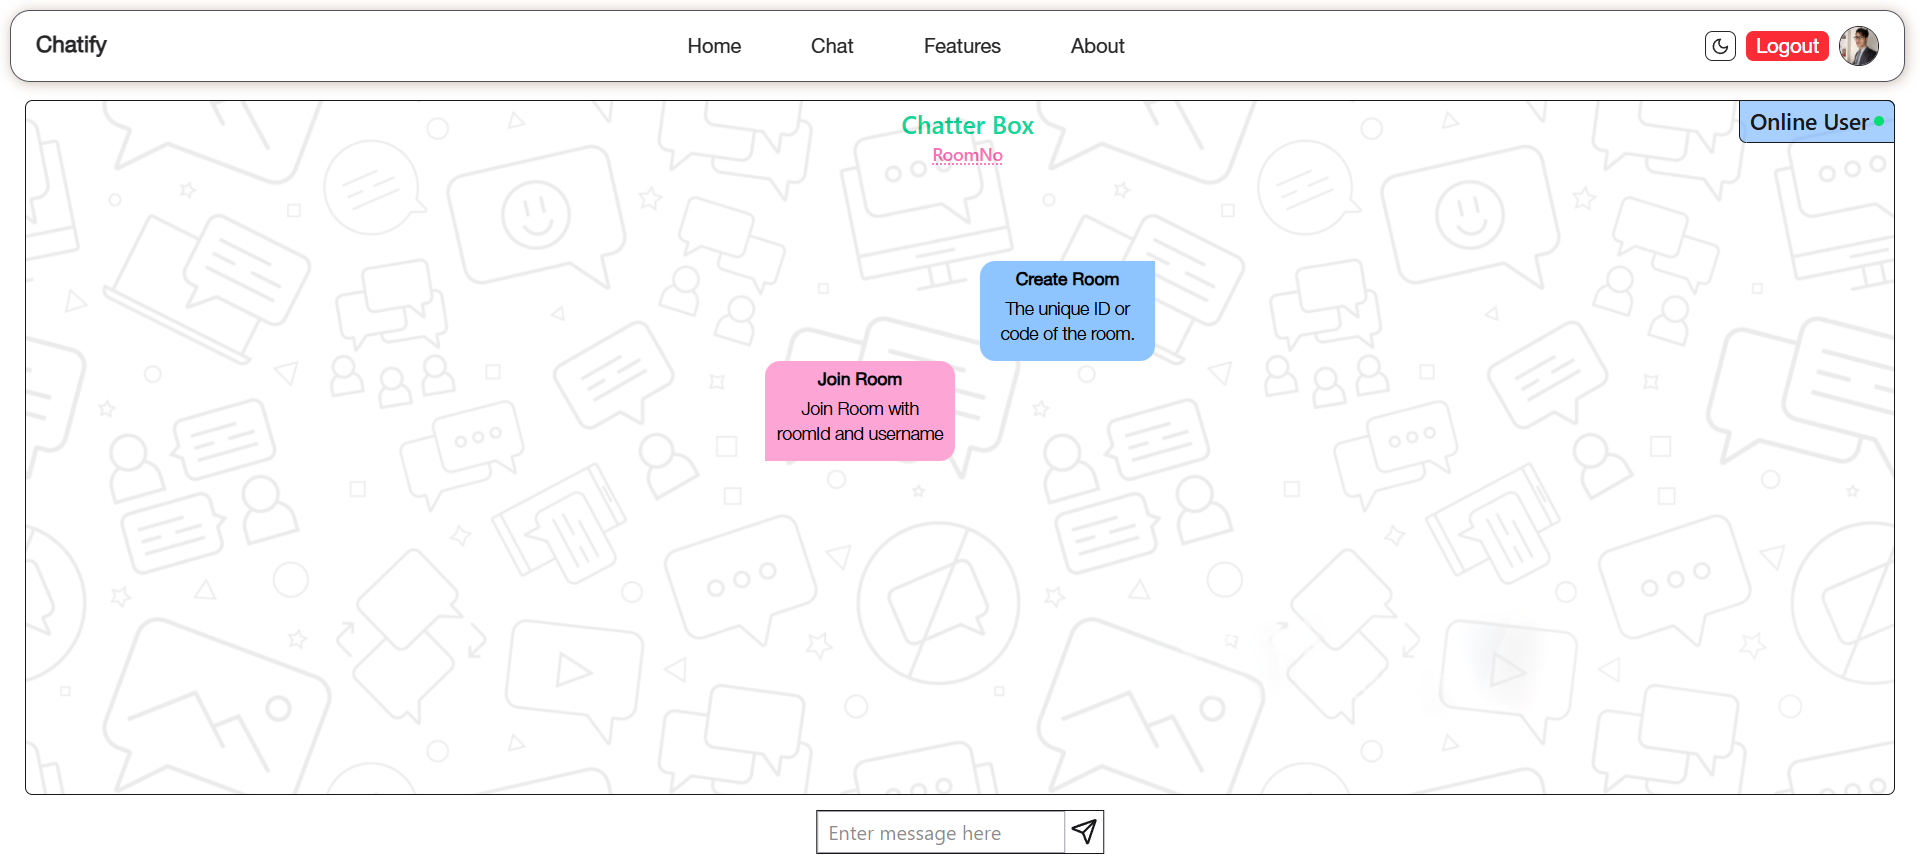 Chatify
Home
Chat
Features
About
Logout
Chatter Box
RoomNo
Online User
Create Room
The unique ID or
code of the room.
Join Room
Join Room with
roomId and username
Enter message here